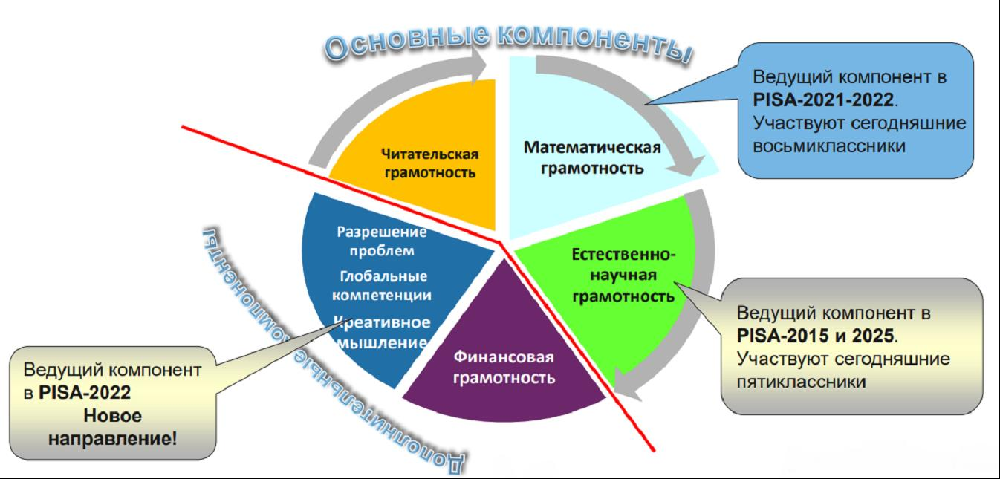 Основные компоненты
Ведущий компонент в
PISA-2021-2022.
Участвуют сегодняшние
восьмиклассники
Читательская
грамотность
Математическая
грамотность
Разрешение
проблем
Глобальные
компетенции
Креативное
мышление
Естественно-
научная
грамотность
Финансовая
грамотность
Ведущий компонент в
PISA-2015 и 2025.
Участвуют сегодняшние
пятиклассники
Ведущий компонент
в PISA-2022
Новое
направление!
Дополнительные компоненты